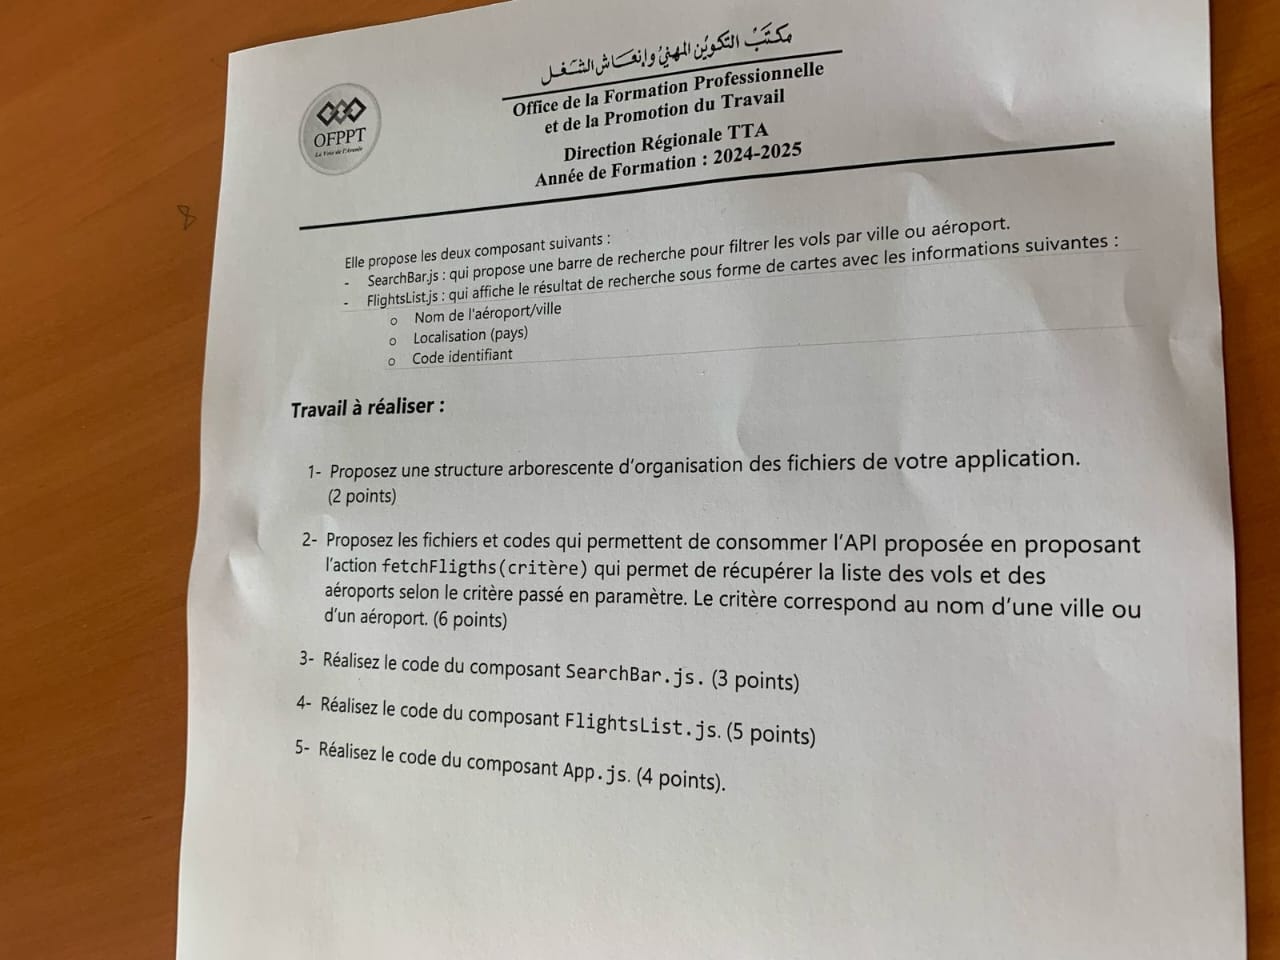 مكتب التكوين المهني وإنعاش الشغل
Office de la Formation Professionnelle
et de la Promotion du Travail
Direction Régionale TTA
Année de Formation : 2024-2025
OFPPT
La Voie de l'Avenir
8
Elle propose les deux composant suivants :
- SearchBar.js : qui propose une barre de recherche pour filtrer les vols par ville ou aéroport.
- FlightsList.js : qui affiche le résultat de recherche sous forme de cartes avec les informations suivantes :
o Nom de l'aéroport/ville
o Localisation (pays)
o Code identifiant
Travail à réaliser :
1- Proposez une structure arborescente d'organisation des fichiers de votre application.
(2 points)
2- Proposez les fichiers et codes qui permettent de consommer l'API proposée en proposant
l'action fetchFligths(critère) qui permet de récupérer la liste des vols et des
aéroports selon le critère passé en paramètre. Le critère correspond au nom d'une ville ou
d'un aéroport. (6 points)
3- Réalisez le code du composant SearchBar.js. (3 points)
4- Réalisez le code du composant FlightsList.js. (5 points)
5- Réalisez le code du composant App.js. (4 points).